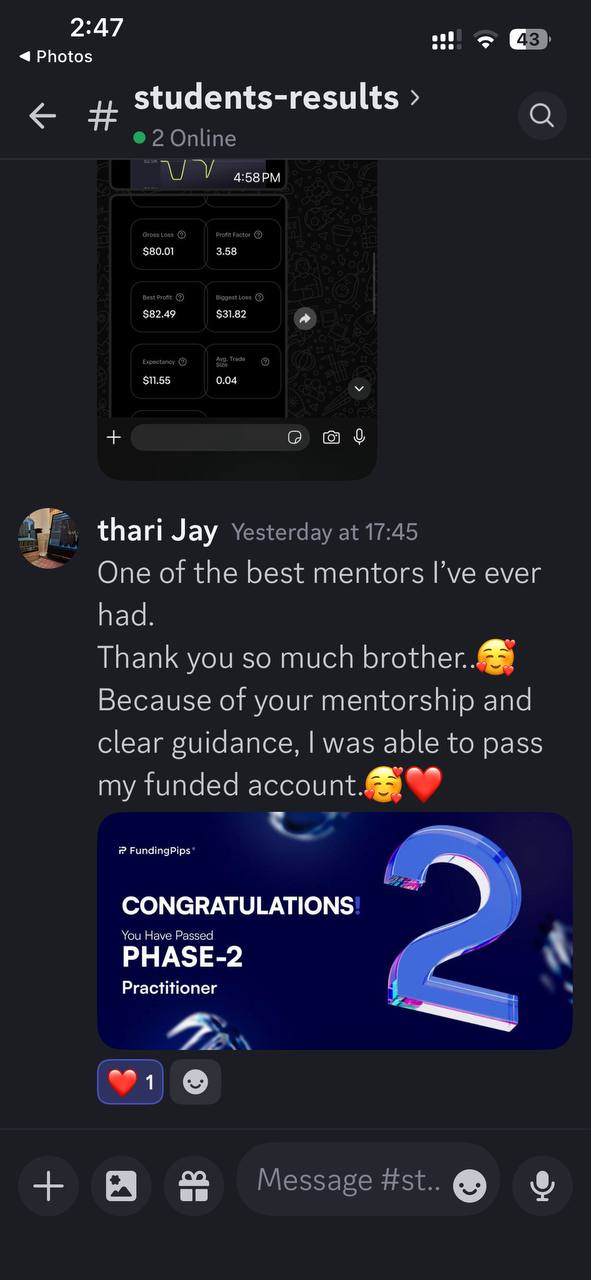 2:47
43
◀ Photos
# students-results ›
2 Online
4:58 PM
Gross Loss
Profit Factor
$80.01
3.58
Best Profit
Biggest Loss
$82.49
$31.82
Expectancy
Avg. Trade
Size
$11.55
0.04
thari Jay Yesterday at 17:45
One of the best mentors I’ve ever
had.
Thank you so much brother..🥰
Because of your mentorship and
clear guidance, I was able to pass
my funded account.🥰❤️
FundingPips®
CONGRATULATIONS!
You Have Passed
PHASE-2
Practitioner
2
❤️ 1
Message #st..